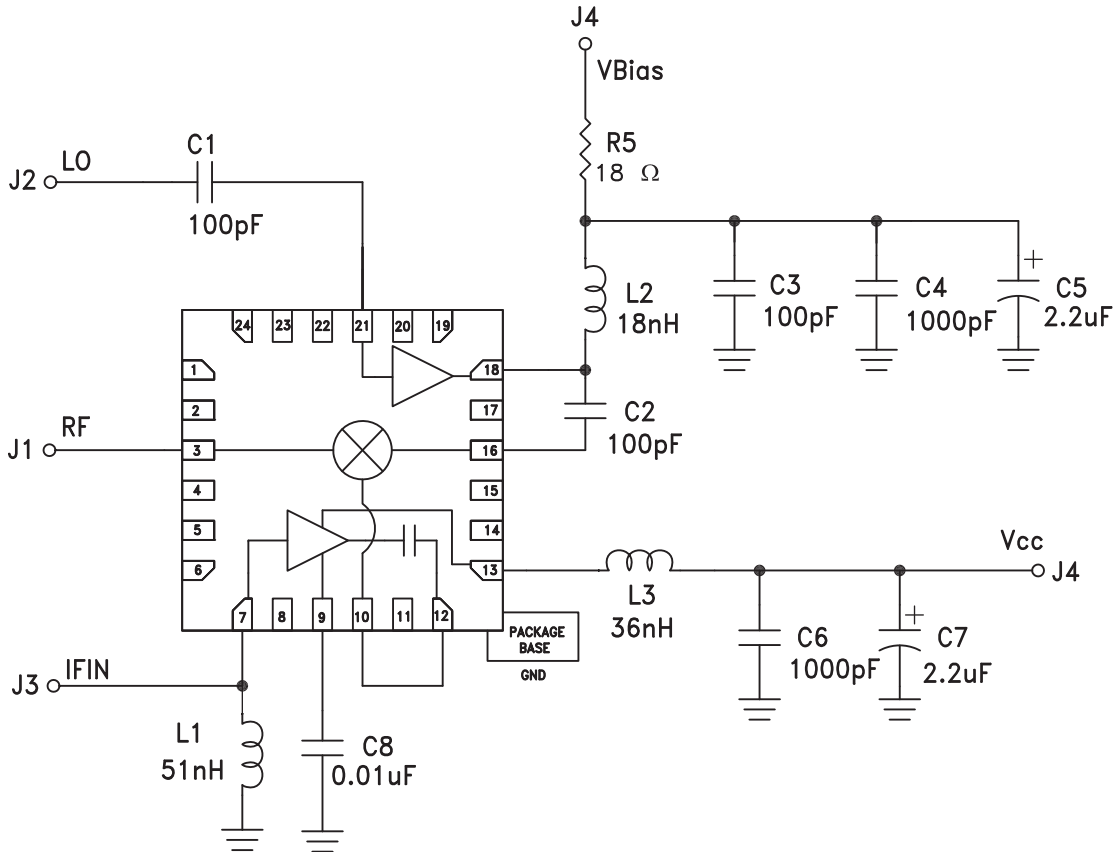 J4
VBias
R5
18 Ω
C1
J2 LO
100pF
L2
18nH
C3
100pF
C4
1000pF
+
C5
2.2uF
24 23 22 21 20 19
1
18
2
17
C2
100pF
J1 RF
3
16
4
15
5
14
6
13
Vcc
J4
L3
36nH
7 8 9 10 11 12
PACKAGE
BASE
GND
C6
1000pF
+
C7
2.2uF
J3 IFIN
L1
51nH
C8
0.01uF